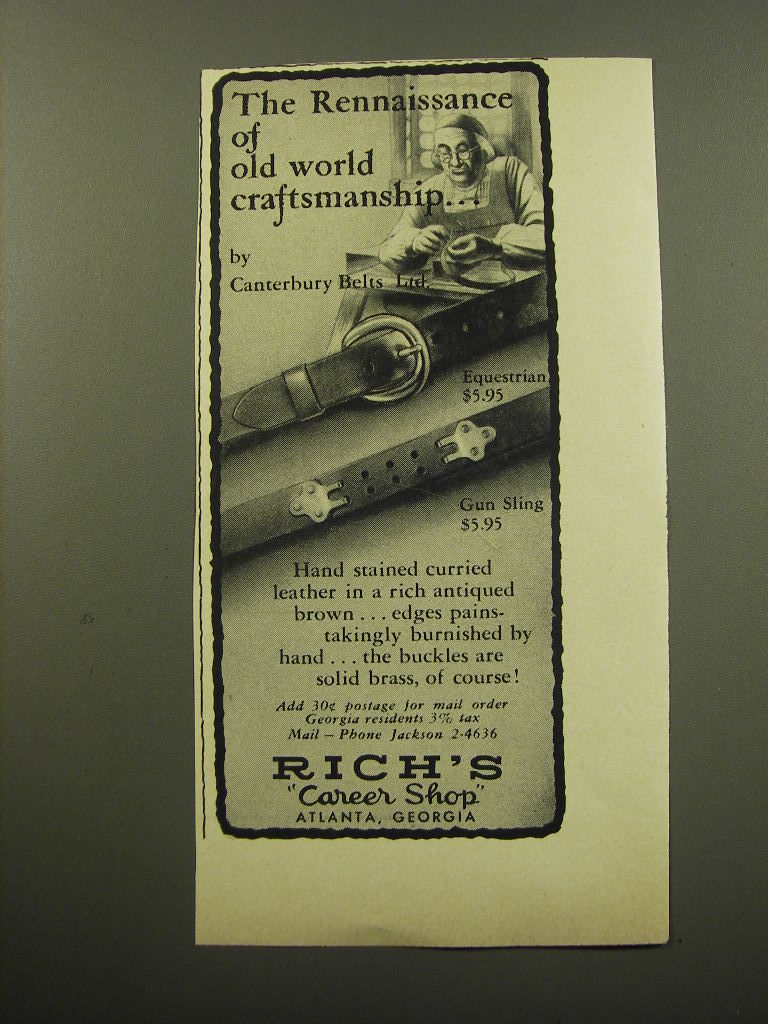 The Rennaissance
of
old world
craftsmanship...
by
Canterbury Belts Ltd.
Equestrian
$5.95
Gun Sling
$5.95
Hand stained curried
leather in a rich antiqued
brown ... edges pains-
takingly burnished by
hand ... the buckles are
solid brass, of course!
Add 30¢ postage for mail order
Georgia residents 3% tax
Mail – Phone Jackson 2-4636
RICH'S
"Career Shop"
ATLANTA, GEORGIA